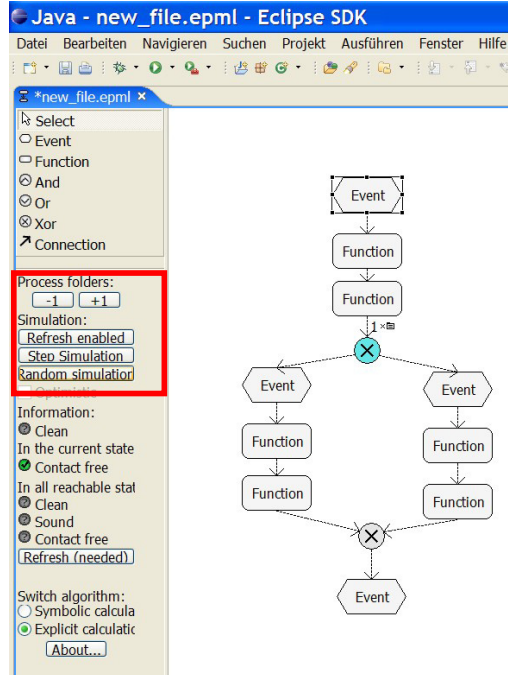 Java - new_file.epml - Eclipse SDK
Datei Bearbeiten Navigieren Suchen Projekt Ausführen Fenster Hilfe
*new_file.epml
Select
Event
Function
And
Or
Xor
Connection
Process folders:
-1 +1
Simulation:
Refresh enabled
Step Simulation
Random simulation
Optimistic
Information:
Clean
In the current state
Contact free
In all reachable stat
Clean
Sound
Contact free
Refresh (needed)
Switch algorithm:
Symbolic calcula
Explicit calculatic
About...
Event
Function
Function
1×
Event
Event
Function
Function
Function
Function
Event